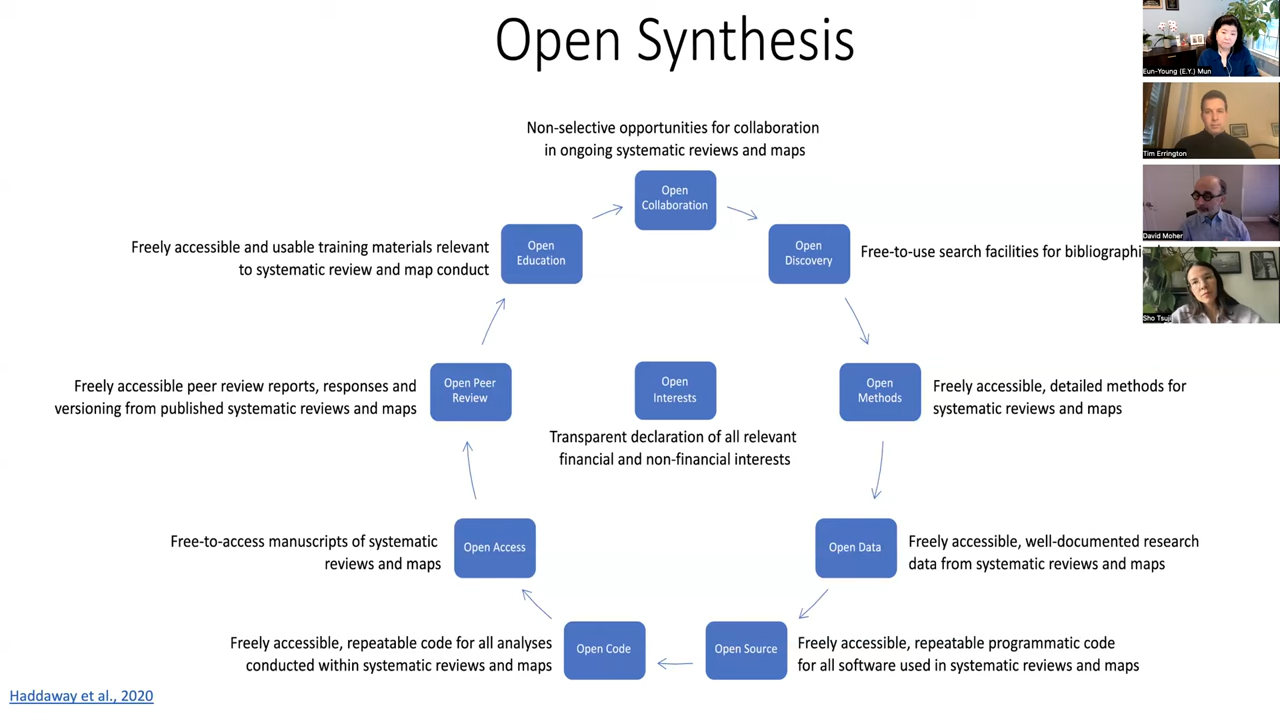 Open Synthesis
Eun-Young (E.Y.) Mun
Tim Errington
David Moher
Sho Tsuji
Non-selective opportunities for collaboration
in ongoing systematic reviews and maps
Open
Collaboration
Open
Discovery
Free-to-use search facilities for
Open
Methods
Freely accessible, detailed methods for
systematic reviews and maps
Open Data
Freely accessible, well-documented research
data from systematic reviews and maps
Open Source
Freely accessible, repeatable programmatic code
for all software used in systematic reviews and maps
Open Code
Freely accessible, repeatable code for all analyses
conducted within systematic reviews and maps
Open Access
Free-to-access manuscripts of systematic
reviews and maps
Open Peer
Review
Freely accessible peer review reports, responses and
versioning from published systematic reviews and maps
Open
Education
Freely accessible and usable training materials relevant
to systematic review and map conduct
Open
Interests
Transparent declaration of all relevant
financial and non-financial interests
Haddaway et al., 2020